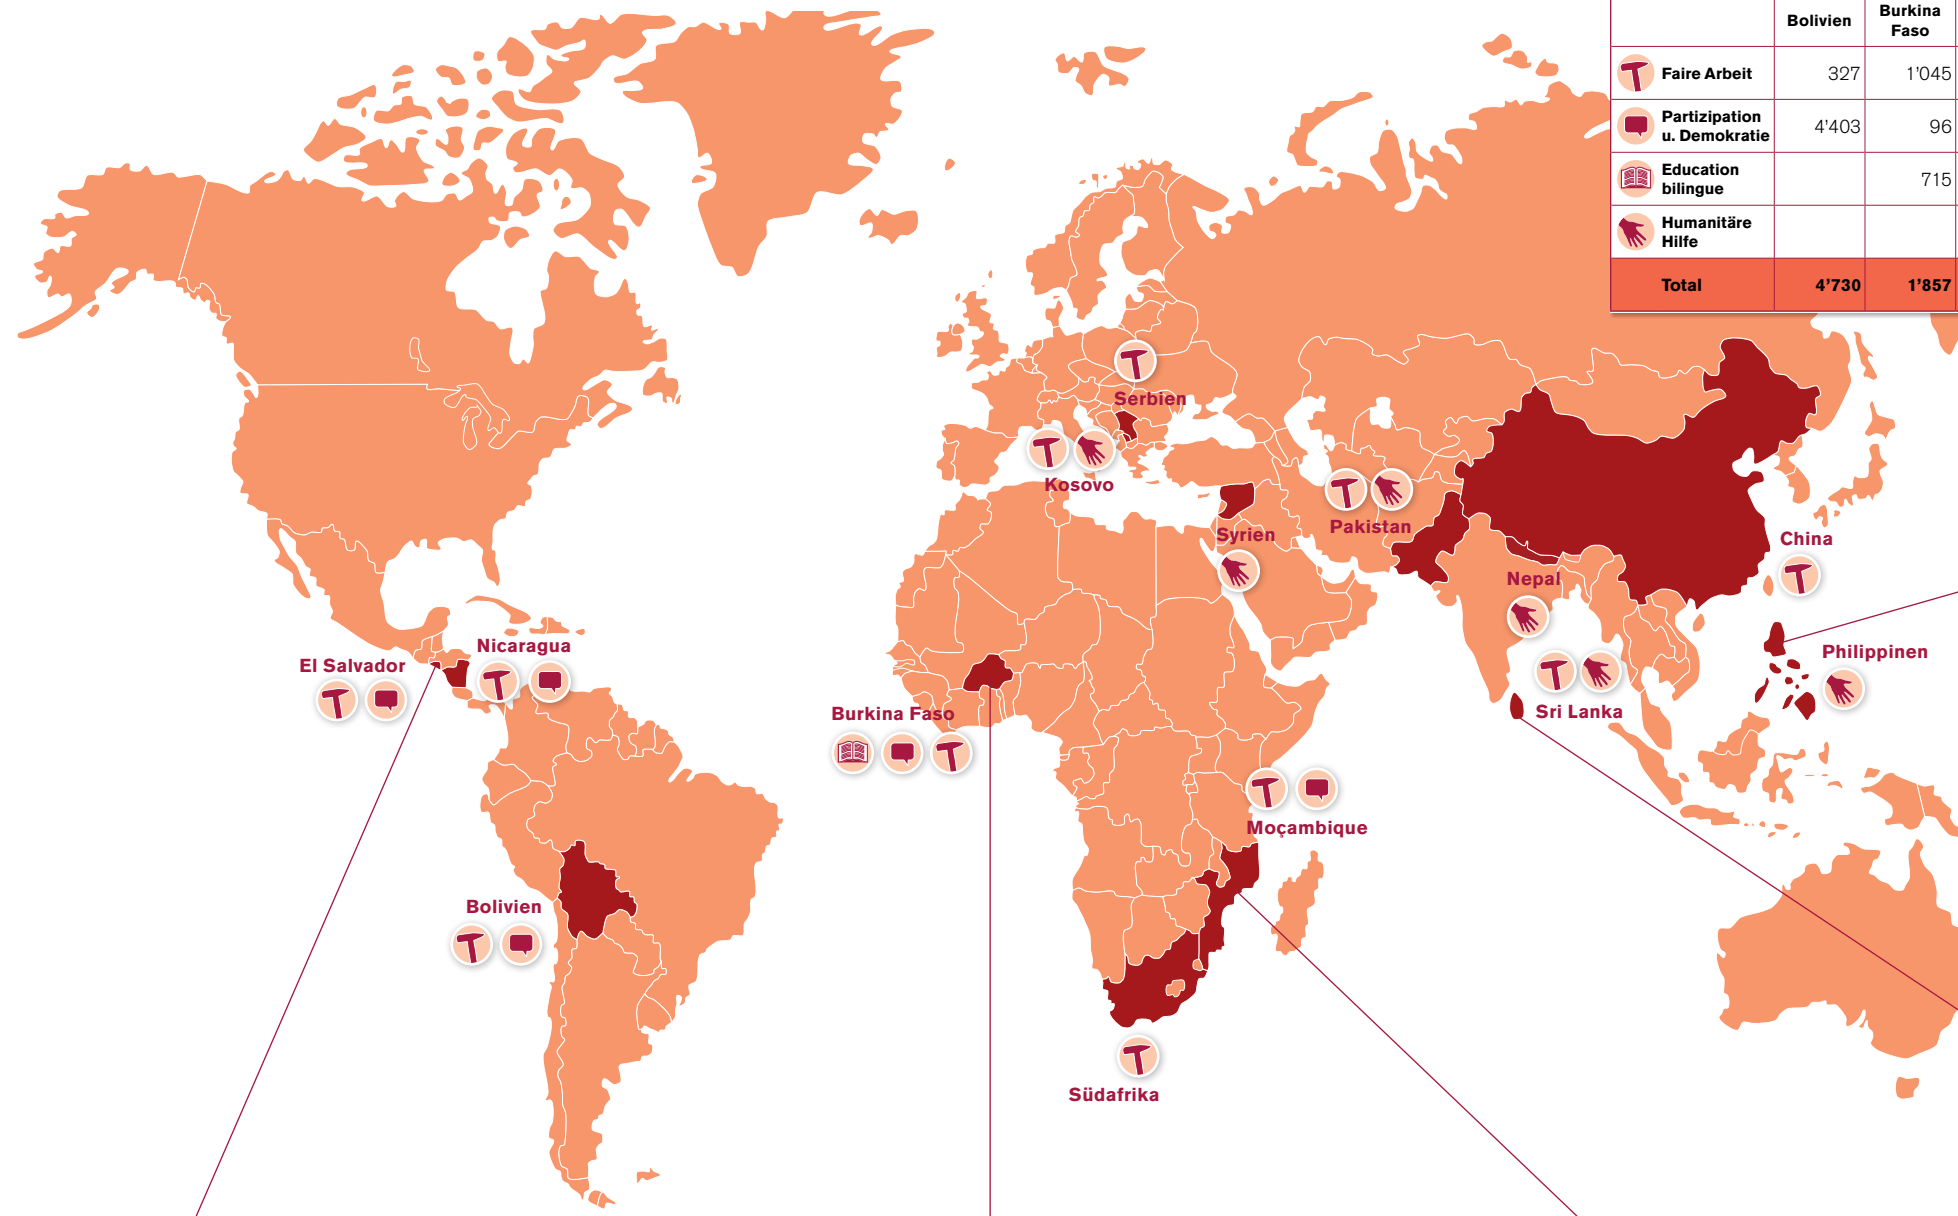 Bolivien
Burkina
Faso
Faire Arbeit 327 1’045
Partizipation
u. Demokratie 4’403 96
Education
bilingue 715
Humanitäre
Hilfe
Total 4’730 1’857
Serbien
Kosovo
Syrien
Pakistan
China
Nepal
Philippinen
Sri Lanka
Nicaragua
El Salvador
Burkina Faso
Moçambique
Bolivien
Südafrika